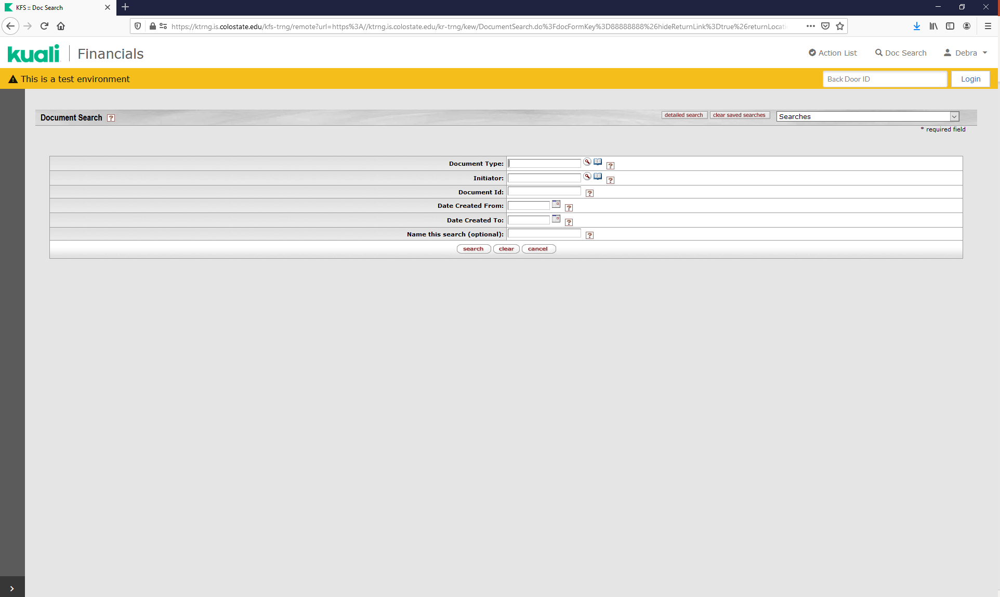 KFS :: Doc Search
https://ktrng.is.colostate.edu/kfs-trng/remote?url=https%3A//ktrng.is.colostate.edu/kr-trng/kew/DocumentSearch.do%3FdocFormKey%3D88888888%26hideReturnLink%3Dtrue%26returnLocati
kuali Financials
Action List Doc Search Debra
This is a test environment
Back Door ID Login
Document Search ?
detailed search clear saved searches Searches
* required field
Document Type: ?
Initiator: ?
Document Id: ?
Date Created From: ?
Date Created To: ?
Name this search (optional): ?
search clear cancel